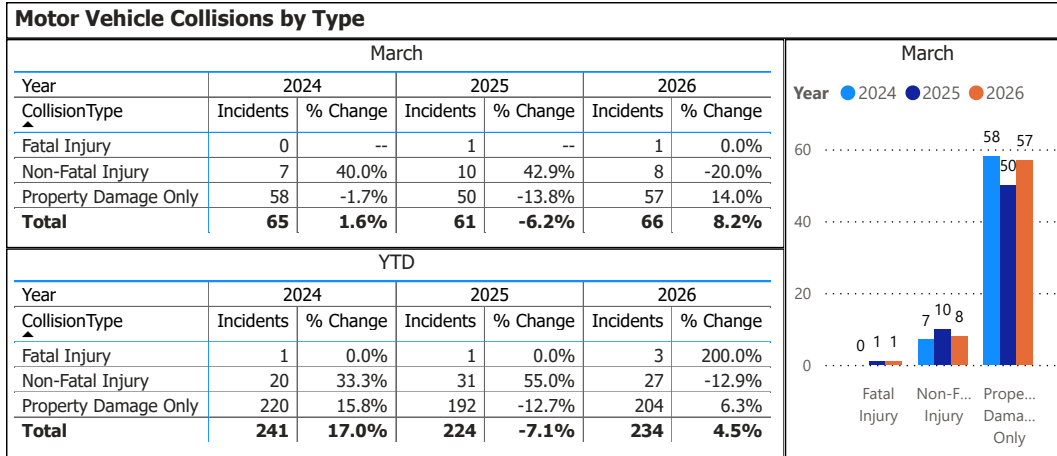 Motor Vehicle Collisions by Type
March
Year 2024 2025 2026
CollisionType Incidents % Change Incidents % Change Incidents % Change
Fatal Injury 0 -- 1 -- 1 0.0%
Non-Fatal Injury 7 40.0% 10 42.9% 8 -20.0%
Property Damage Only 58 -1.7% 50 -13.8% 57 14.0%
Total 65 1.6% 61 -6.2% 66 8.2%
YTD
Year 2024 2025 2026
CollisionType Incidents % Change Incidents % Change Incidents % Change
Fatal Injury 1 0.0% 1 0.0% 3 200.0%
Non-Fatal Injury 20 33.3% 31 55.0% 27 -12.9%
Property Damage Only 220 15.8% 192 -12.7% 204 6.3%
Total 241 17.0% 224 -7.1% 234 4.5%
March
Year 2024 2025 2026
58 50 57
60
40
20
7 10 8
0 1 1
0
Fatal Non-F... Prope...
Injury Injury Dama...
Only